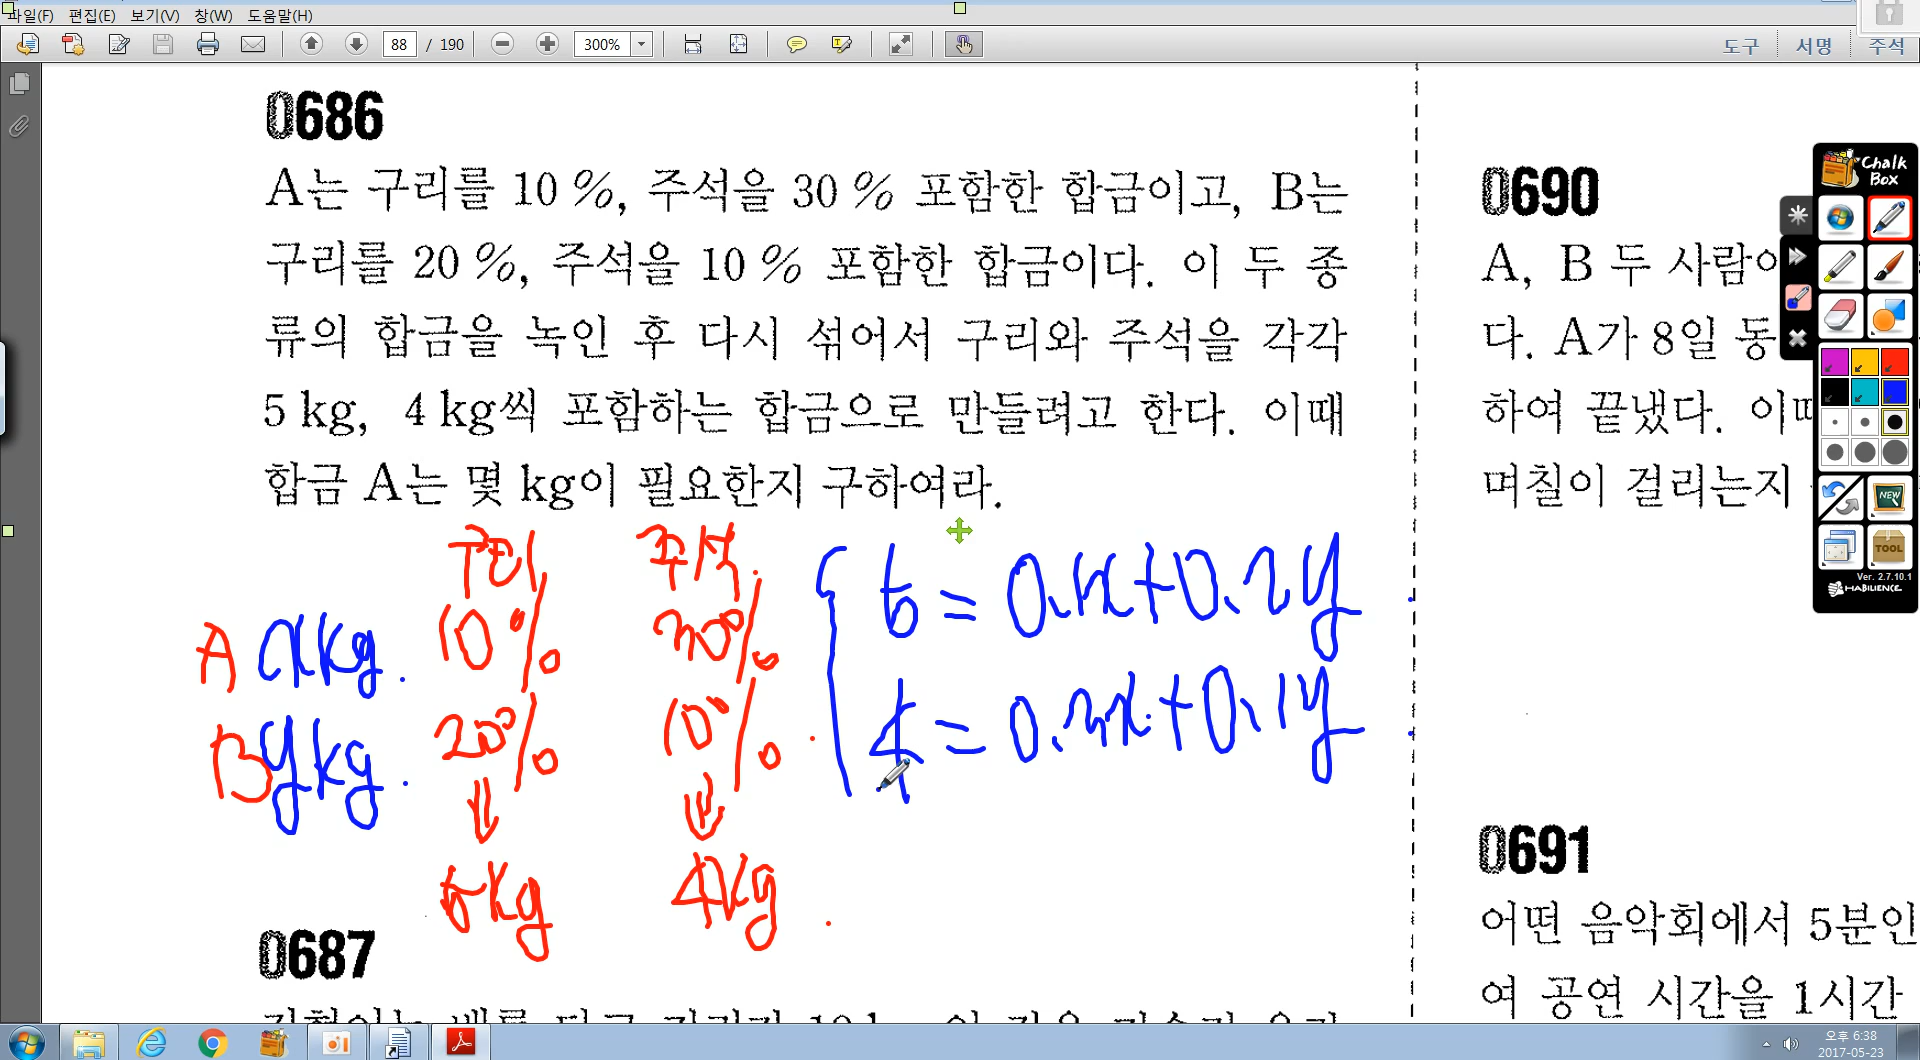 파일(F) 편집(E) 보기(V) 창(W) 도움말(H)
88 / 190 300% 도구 서명 주석
0686
A는 구리를 10 %, 주석을 30 % 포함한 합금이고, B는
구리를 20 %, 주석을 10 % 포함한 합금이다. 이 두 종
류의 합금을 녹인 후 다시 섞어서 구리와 주석을 각각
5 kg, 4 kg씩 포함하는 합금으로 만들려고 한다. 이때
합금 A는 몇 kg이 필요한지 구하여라.
구리 주석
A xkg. 10% 30%
B ykg. 20% 10%
5kg 4kg
5 = 0.1x+0.2y
4 = 0.3x+0.1y
0687
0690
A, B 두 사람이
다. A가 8일 동
하여 끝냈다. 이때
며칠이 걸리는지
0691
어떤 음악회에서 5분인
여 공연 시간을 1시간
Chalk
Box
NEW
TOOL
Ver. 2.7.10.1
HABILIENCE
오후 6:38
2017-05-23